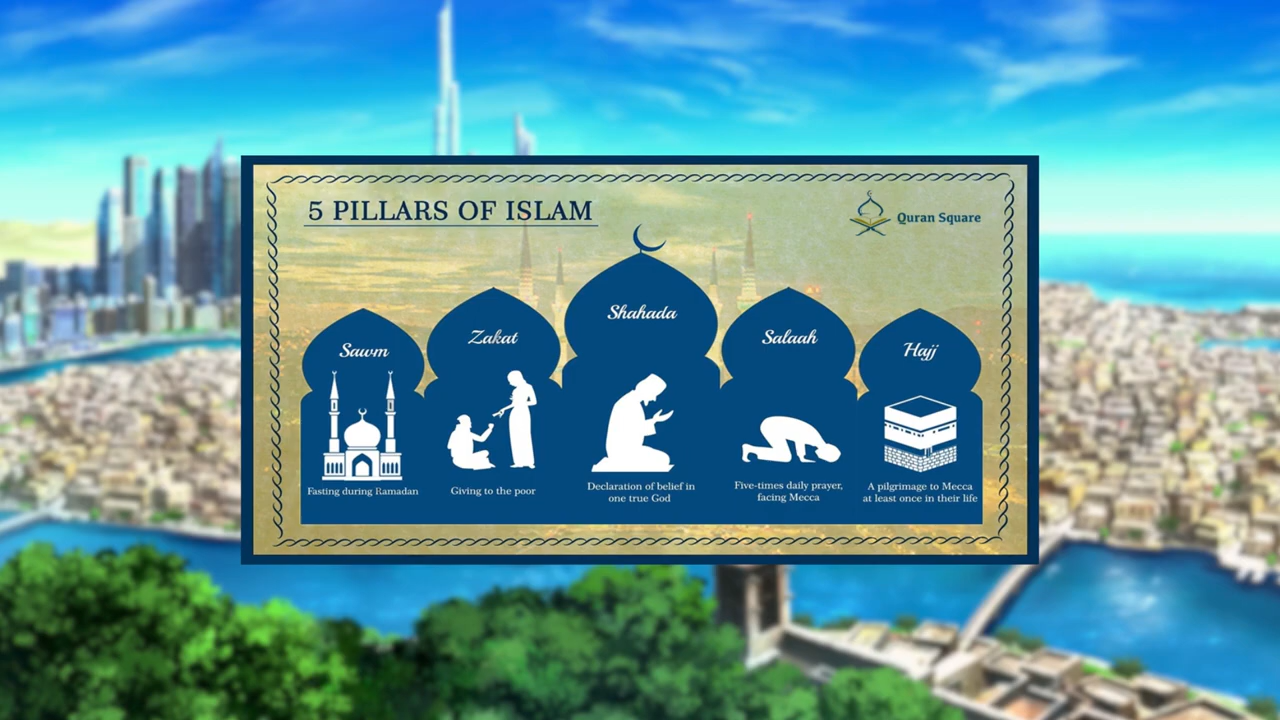 5 PILLARS OF ISLAM
Quran Square
Sawm
Zakat
Shahada
Salaah
Hajj
Fasting during Ramadan
Giving to the poor
Declaration of belief in
one true God
Five-times daily prayer,
facing Mecca
A pilgrimage to Mecca
at least once in their life